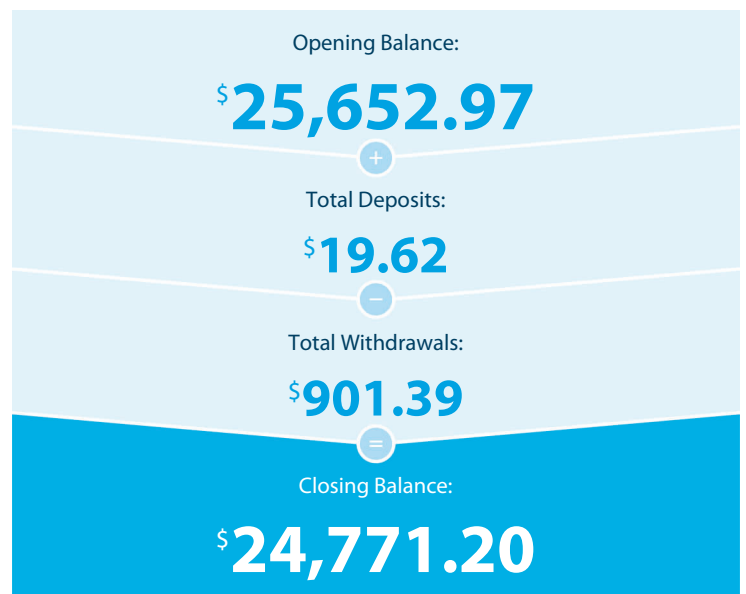 Opening Balance:
$25,652.97
+
Total Deposits:
$19.62
−
Total Withdrawals:
$901.39
=
Closing Balance:
$24,771.20